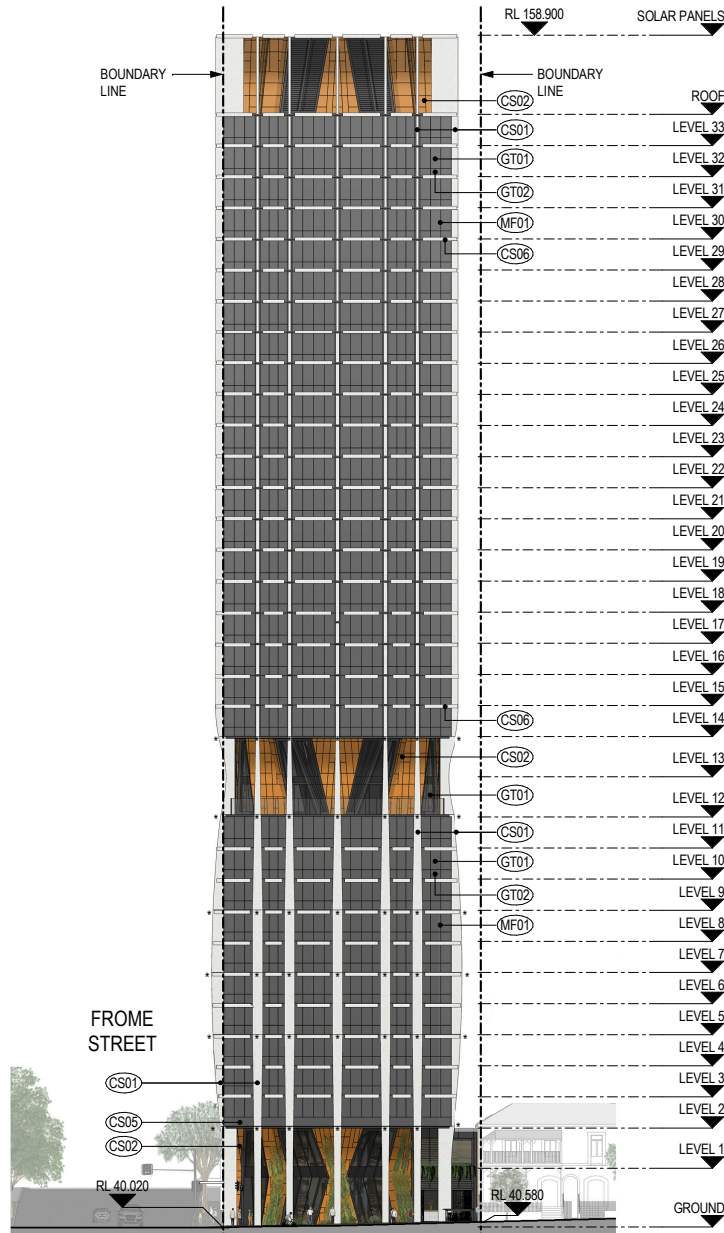 RL 158.900
SOLAR PANELS
BOUNDARY
LINE
BOUNDARY
LINE
CS02
ROOF
CS01
LEVEL 33
GT01
LEVEL 32
GT02
LEVEL 31
MF01
LEVEL 30
CS06
LEVEL 29
LEVEL 28
LEVEL 27
LEVEL 26
LEVEL 25
LEVEL 24
LEVEL 23
LEVEL 22
LEVEL 21
LEVEL 20
LEVEL 19
LEVEL 18
LEVEL 17
LEVEL 16
LEVEL 15
CS06
LEVEL 14
CS02
LEVEL 13
GT01
LEVEL 12
CS01
LEVEL 11
GT01
LEVEL 10
GT02
LEVEL 9
MF01
LEVEL 8
LEVEL 7
LEVEL 6
FROME
STREET
LEVEL 5
LEVEL 4
CS01
LEVEL 3
CS05
LEVEL 2
CS02
LEVEL 1
RL 40.020
RL 40.580
GROUND